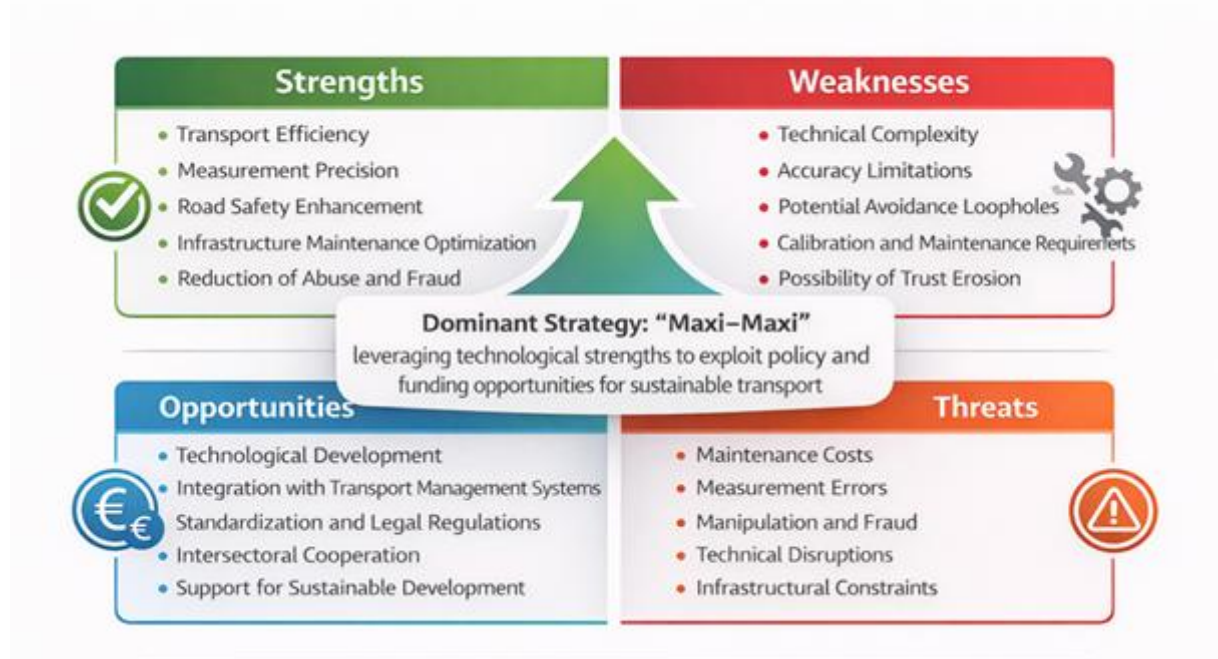 Strengths
• Transport Efficiency
• Measurement Precision
• Road Safety Enhancement
• Infrastructure Maintenance Optimization
• Reduction of Abuse and Fraud
Weaknesses
• Technical Complexity
• Accuracy Limitations
• Potential Avoidance Loopholes
• Calibration and Maintenance Requirements
• Possibility of Trust Erosion
Dominant Strategy: “Maxi–Maxi”
leveraging technological strengths to exploit policy and
funding opportunities for sustainable transport
Opportunities
• Technological Development
• Integration with Transport Management Systems
Standardization and Legal Regulations
• Intersectoral Cooperation
• Support for Sustainable Development
€
€
Threats
• Maintenance Costs
• Measurement Errors
• Manipulation and Fraud
• Technical Disruptions
• Infrastructural Constraints